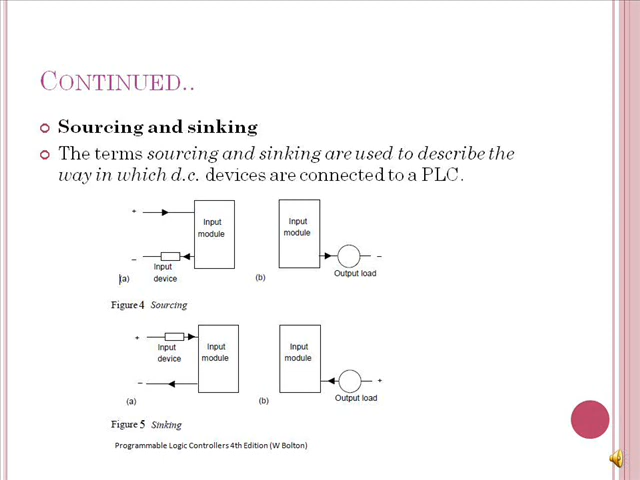 CONTINUED..
Sourcing and sinking
The terms sourcing and sinking are used to describe the
way in which d.c. devices are connected to a PLC.
+
Input
module
Input
module
–
Input
device
–
Output load
(a)
(b)
Figure 4 Sourcing
+
Input
device
Input
module
Input
module
–
+
Output load
(a)
(b)
Figure 5 Sinking
Programmable Logic Controllers 4th Edition (W Bolton)